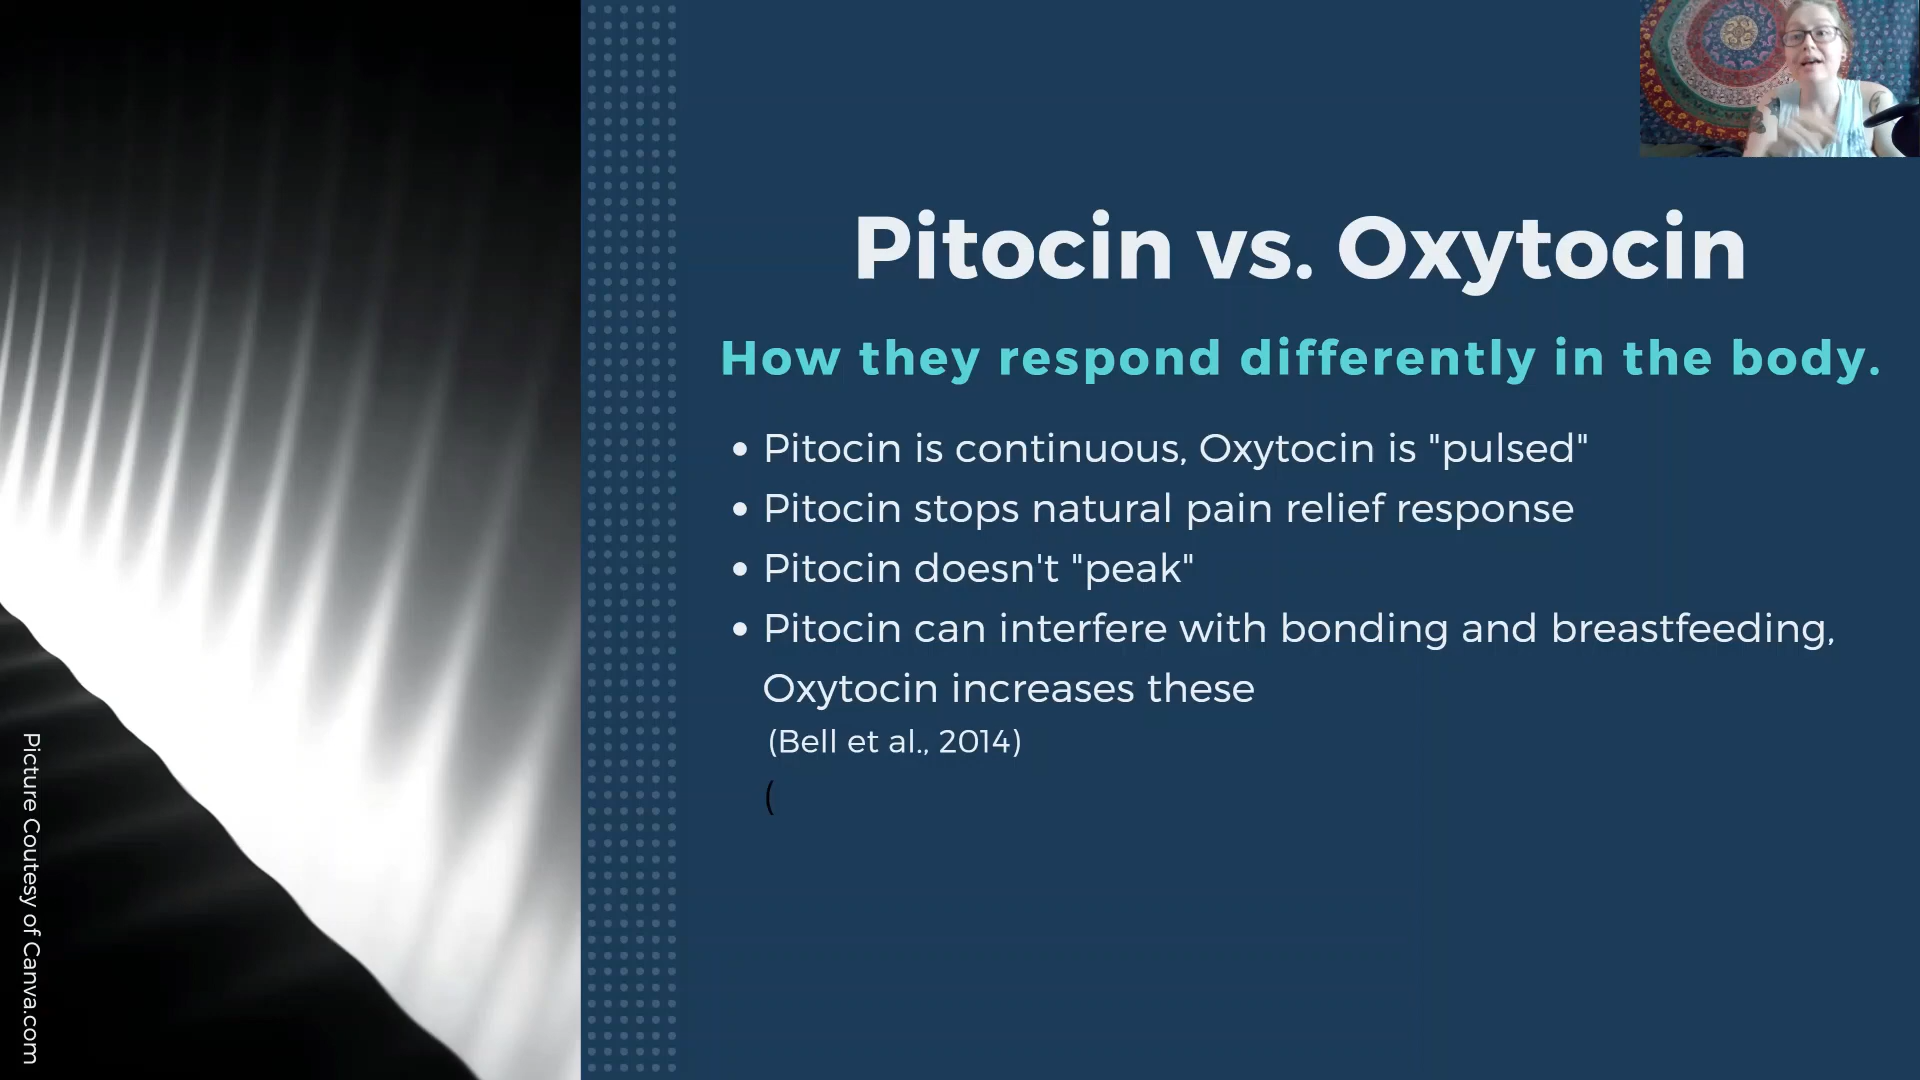 Pitocin vs. Oxytocin
How they respond differently in the body.
• Pitocin is continuous, Oxytocin is "pulsed"
• Pitocin stops natural pain relief response
• Pitocin doesn't "peak"
• Pitocin can interfere with bonding and breastfeeding,
Oxytocin increases these
(Bell et al., 2014)
(
Picture Coutesy of Canva.com